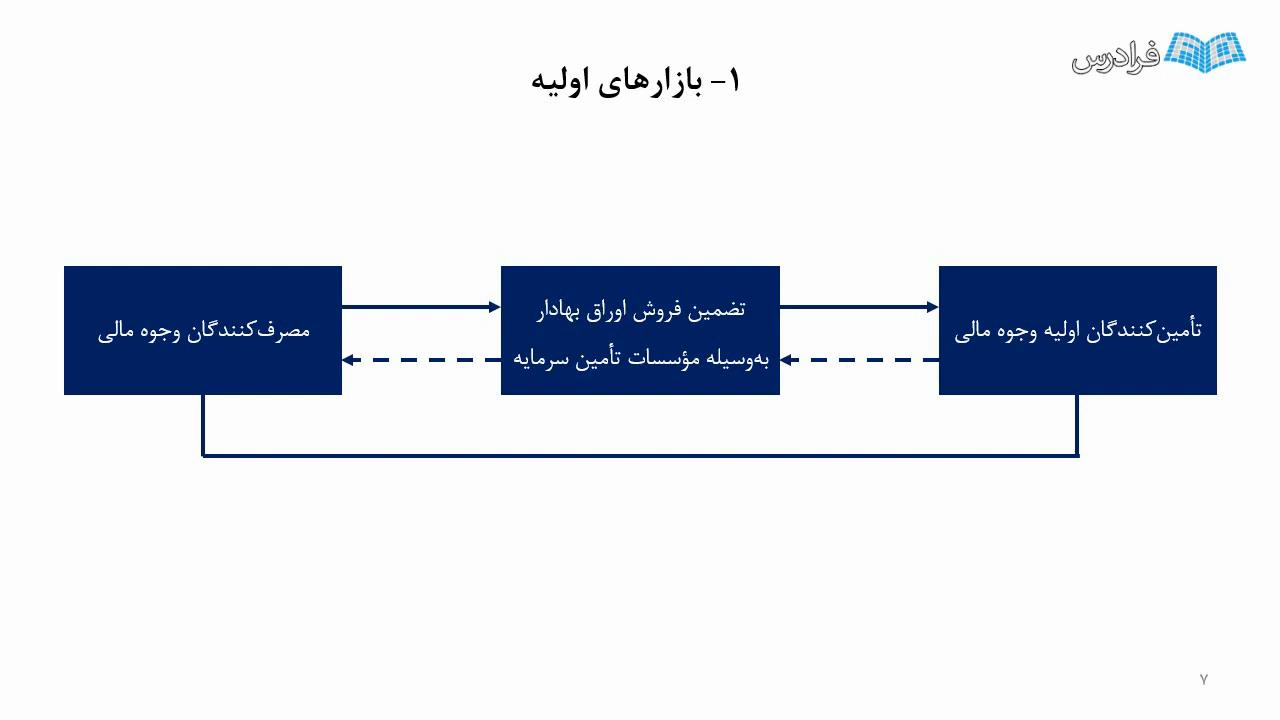 فرادرس
۱- بازارهای اولیه
تأمین‌کنندگان اولیه وجوه مالی
تضمین فروش اوراق بهادار
به‌وسیله مؤسسات تأمین سرمایه
مصرف‌کنندگان وجوه مالی
۷